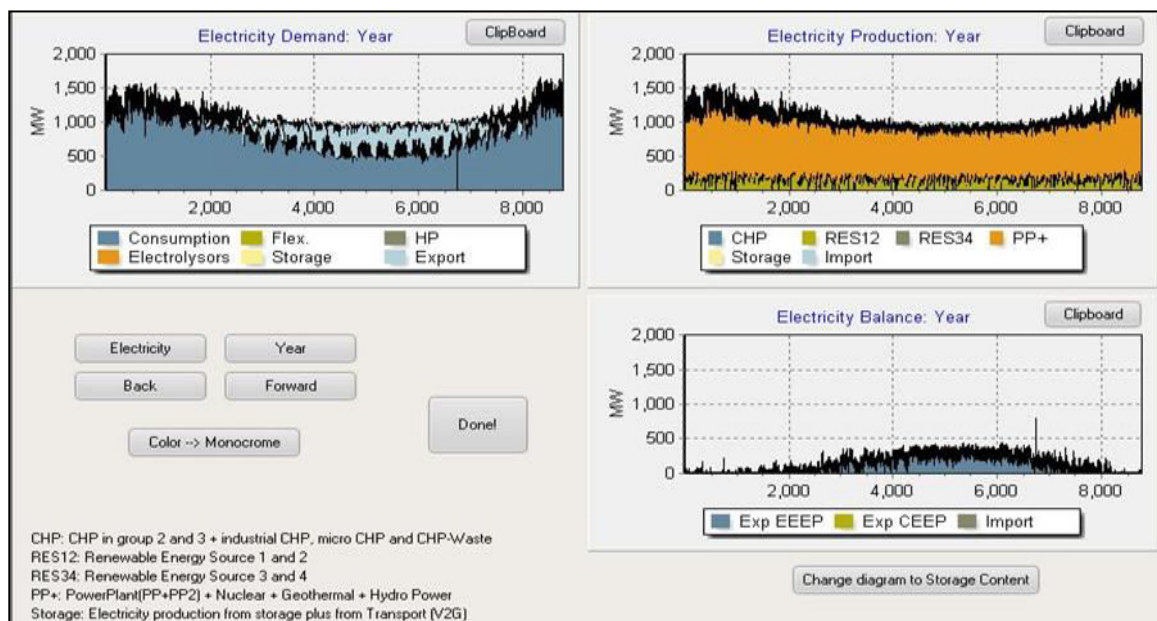 Electricity Demand: Year
ClipBoard
2,000
1,500
1,000
500
0
MW
2,000 4,000 6,000 8,000
Consumption Flex. HP
Electrolysors Storage Export
Electricity Production: Year
Clipboard
2,000
1,500
1,000
500
0
MW
2,000 4,000 6,000 8,000
CHP RES12 RES34 PP+
Storage Import
Electricity Year
Back Forward
Color --> Monocrome
Done!
Electricity Balance: Year
Clipboard
2,000
1,500
1,000
500
0
MW
2,000 4,000 6,000 8,000
Exp EEEP Exp CEEP Import
Change diagram to Storage Content
CHP: CHP in group 2 and 3 + industrial CHP, micro CHP and CHP-Waste
RES12: Renewable Energy Source 1 and 2
RES34: Renewable Energy Source 3 and 4
PP+: PowerPlant(PP+PP2) + Nuclear + Geothermal + Hydro Power
Storage: Electricity production from storage plus from Transport (V2G)